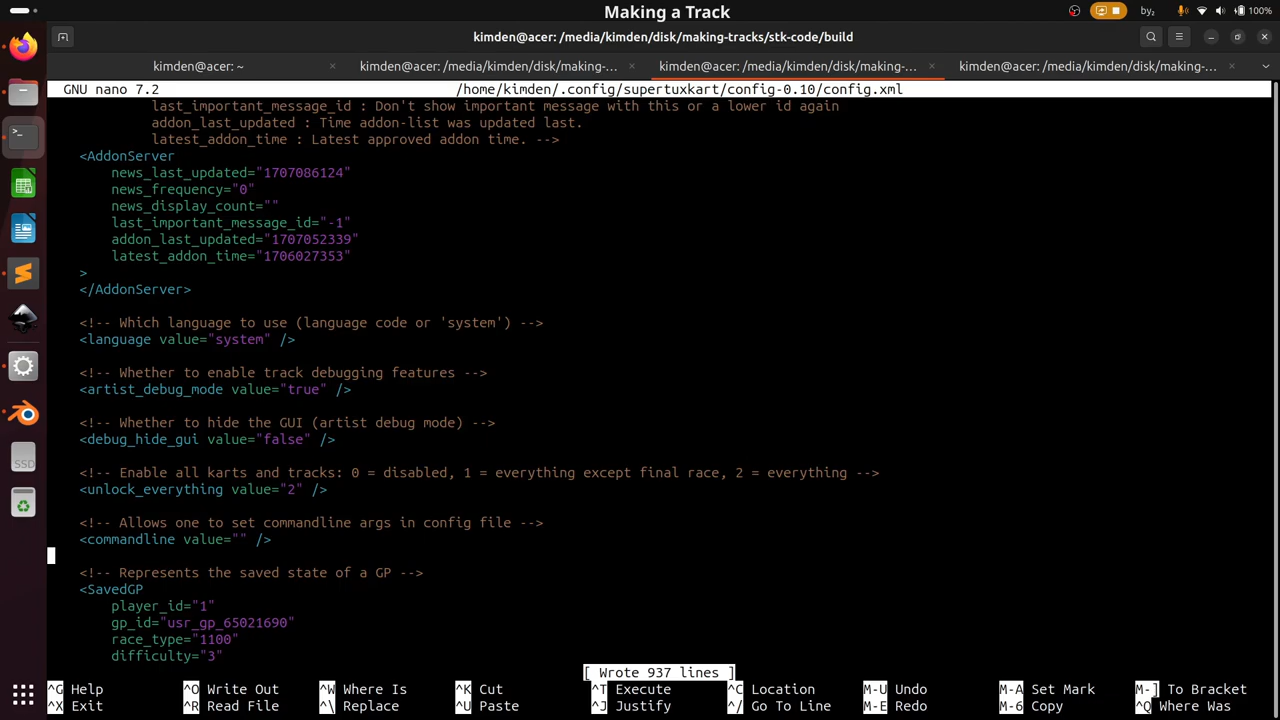 Making a Track
by₂
100%
kimden@acer: /media/kimden/disk/making-tracks/stk-code/build
kimden@acer: ~
kimden@acer: /media/kimden/disk/making-...
kimden@acer: /media/kimden/disk/making-...
kimden@acer: /media/kimden/disk/making-...
GNU nano 7.2 /home/kimden/.config/supertuxkart/config-0.10/config.xml
last_important_message_id : Don't show important message with this or a lower id again
addon_last_updated : Time addon-list was updated last.
latest_addon_time : Latest approved addon time. -->
<AddonServer
news_last_updated="1707086124"
news_frequency="0"
news_display_count=""
last_important_message_id="-1"
addon_last_updated="1707052339"
latest_addon_time="1706027353"
>
</AddonServer>
<!-- Which language to use (language code or 'system') -->
<language value="system" />
<!-- Whether to enable track debugging features -->
<artist_debug_mode value="true" />
<!-- Whether to hide the GUI (artist debug mode) -->
<debug_hide_gui value="false" />
<!-- Enable all karts and tracks: 0 = disabled, 1 = everything except final race, 2 = everything -->
<unlock_everything value="2" />
<!-- Allows one to set commandline args in config file -->
<commandline value="" />
<!-- Represents the saved state of a GP -->
<SavedGP
player_id="1"
gp_id="usr_gp_65021690"
race_type="1100"
difficulty="3"
SSD
[ Wrote 937 lines ]
^G Help ^O Write Out ^W Where Is ^K Cut ^T Execute ^C Location M-U Undo M-A Set Mark M-] To Bracket
^X Exit ^R Read File ^\ Replace ^U Paste ^J Justify ^/ Go To Line M-E Redo M-6 Copy ^Q Where Was